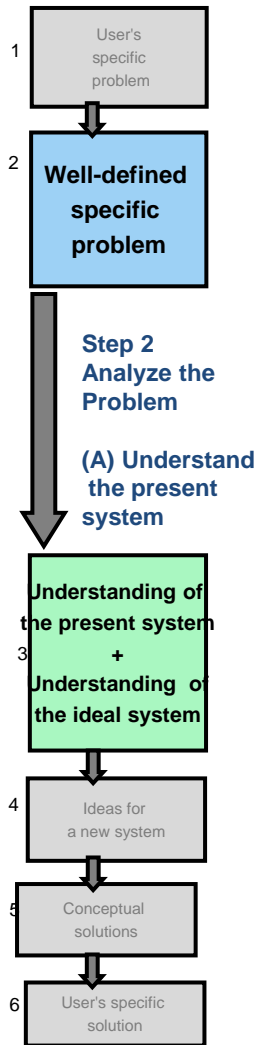 1
User's
specific
problem
2
Well-defined
specific
problem
Step 2
Analyze the
Problem
(A) Understand
the present
system
Understanding of
the present system
3
+
Understanding of
the ideal system
4
Ideas for
a new system
5
Conceptual
solutions
6
User's specific
solution